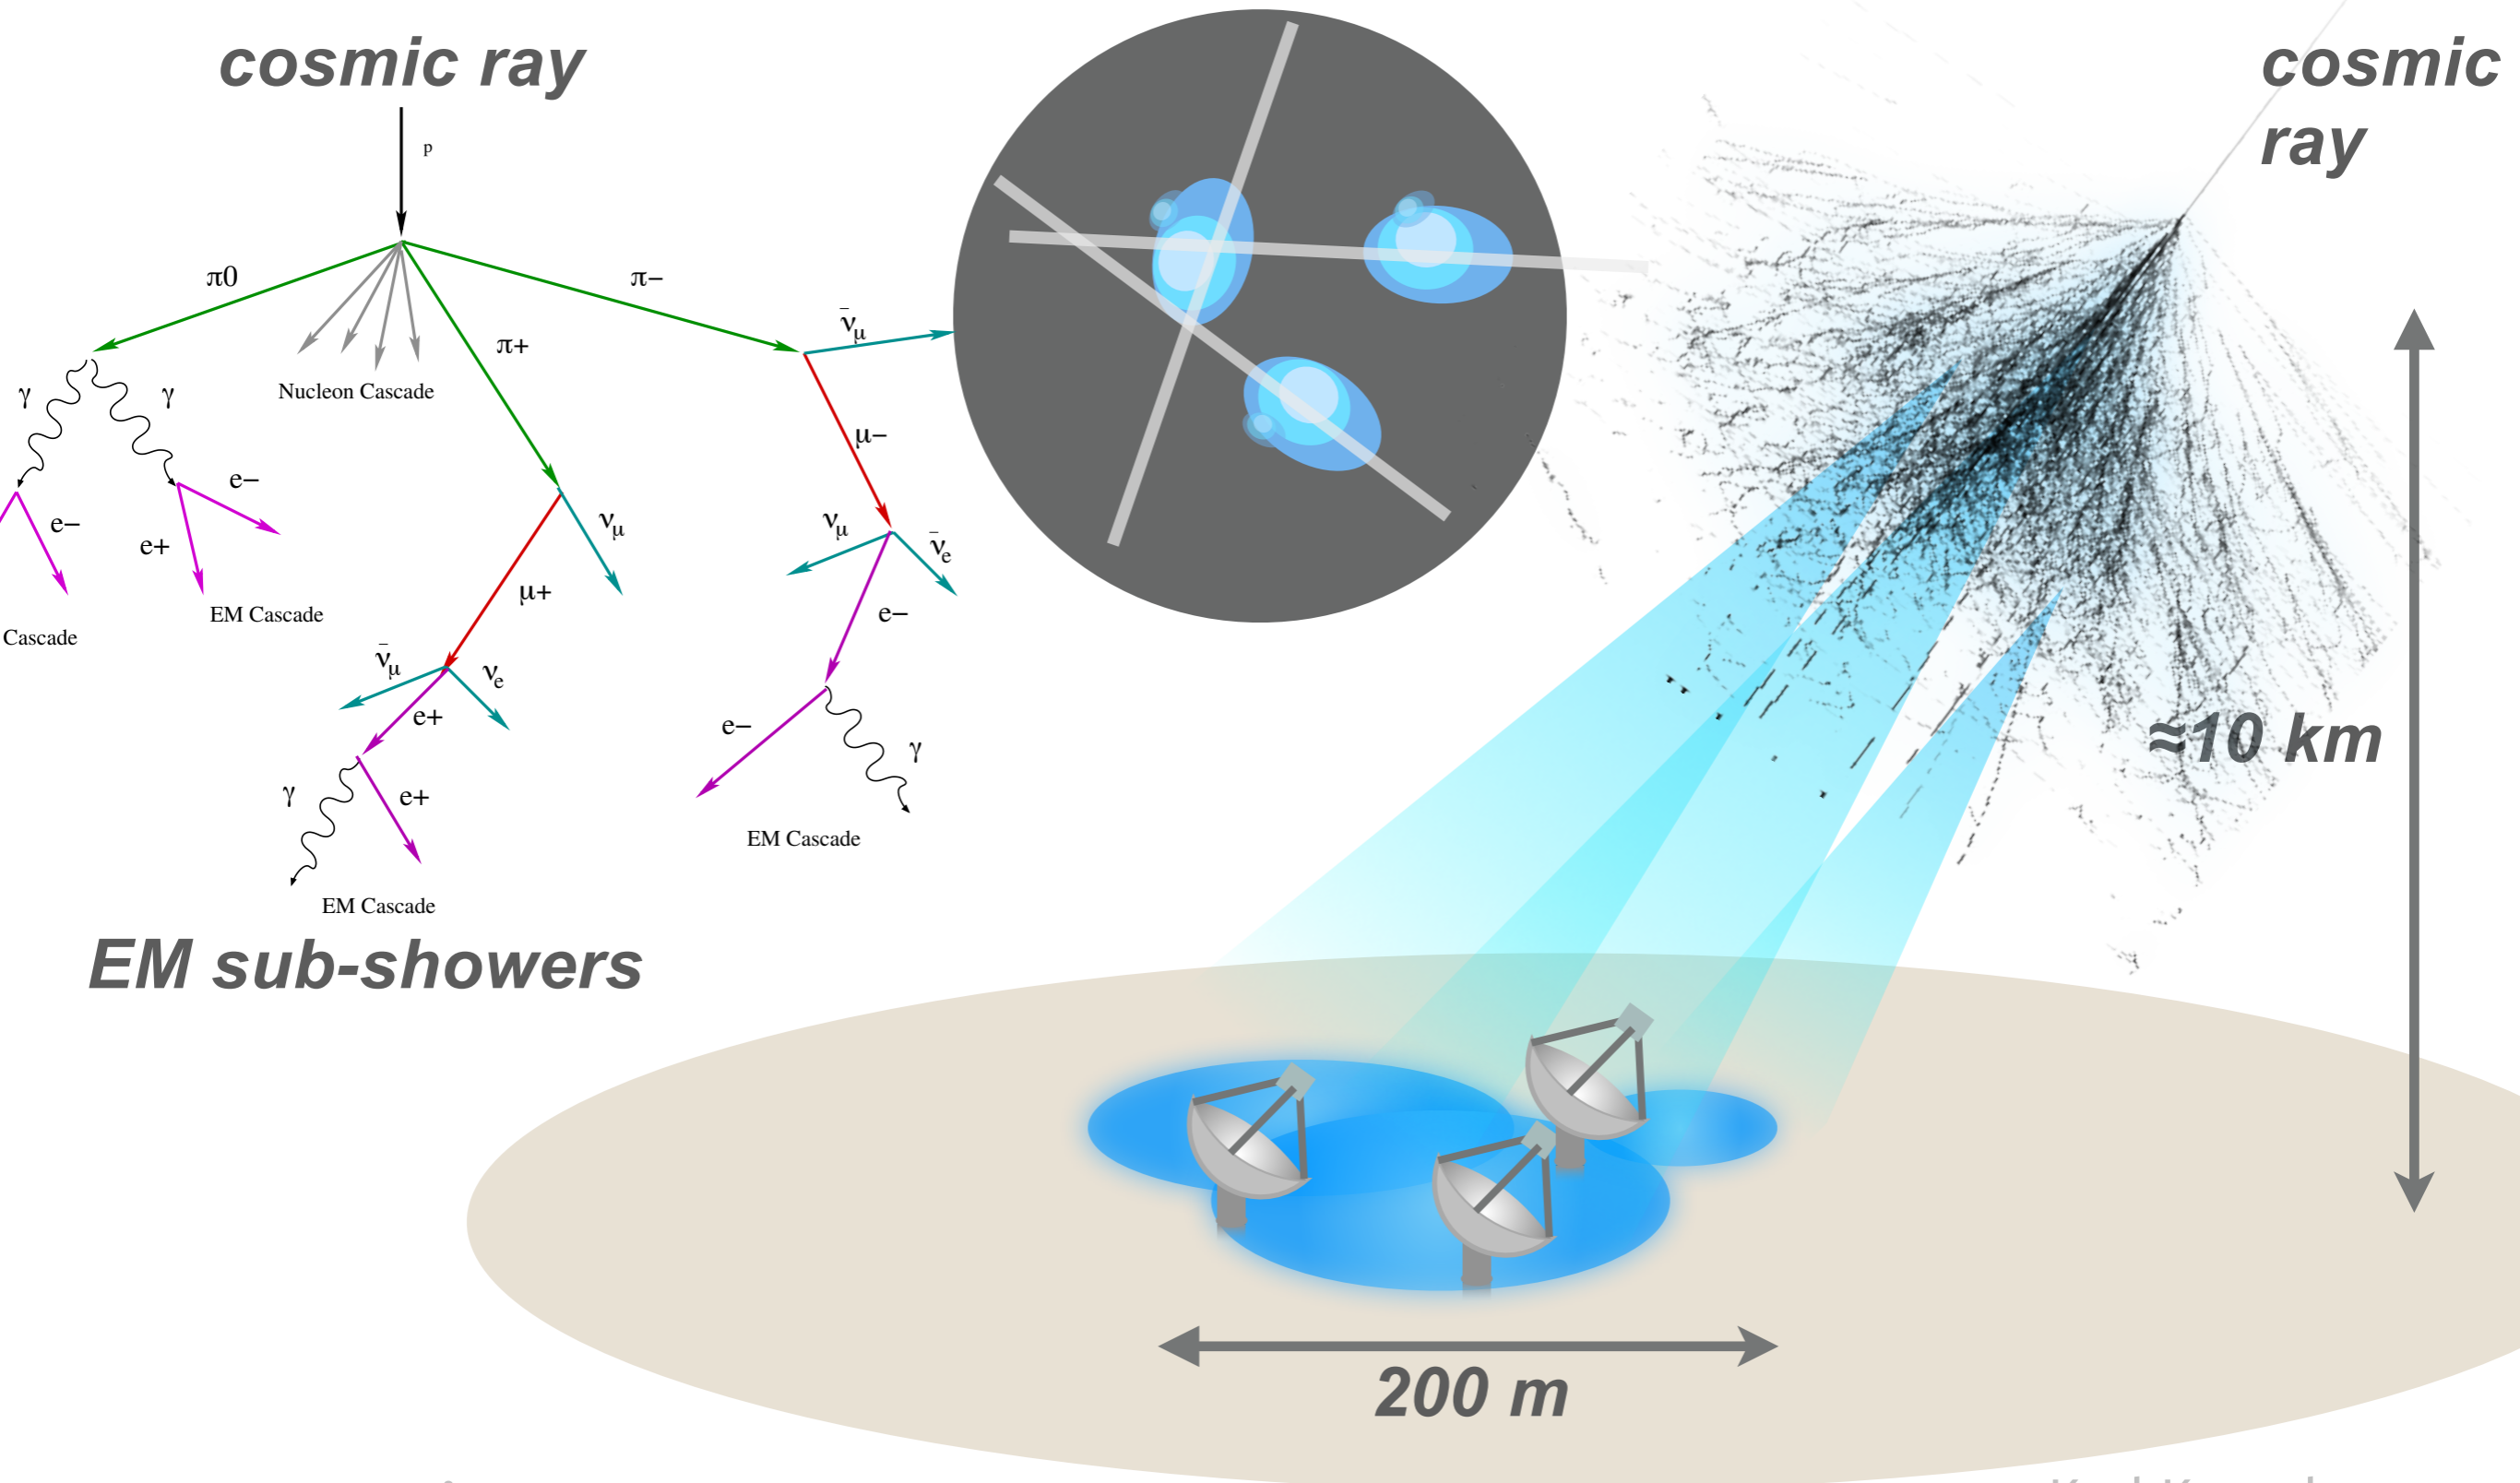 cosmic ray
cosmic
ray
p
π0
π−
π+
ν̄μ
γ
γ
Nucleon Cascade
μ−
e−
e−
e+
νμ
νμ
ν̄e
μ+
EM Cascade
e−
Cascade
ν̄μ
νe
e+
e−
γ
≈10 km
γ
e+
EM Cascade
EM Cascade
EM sub-showers
200 m